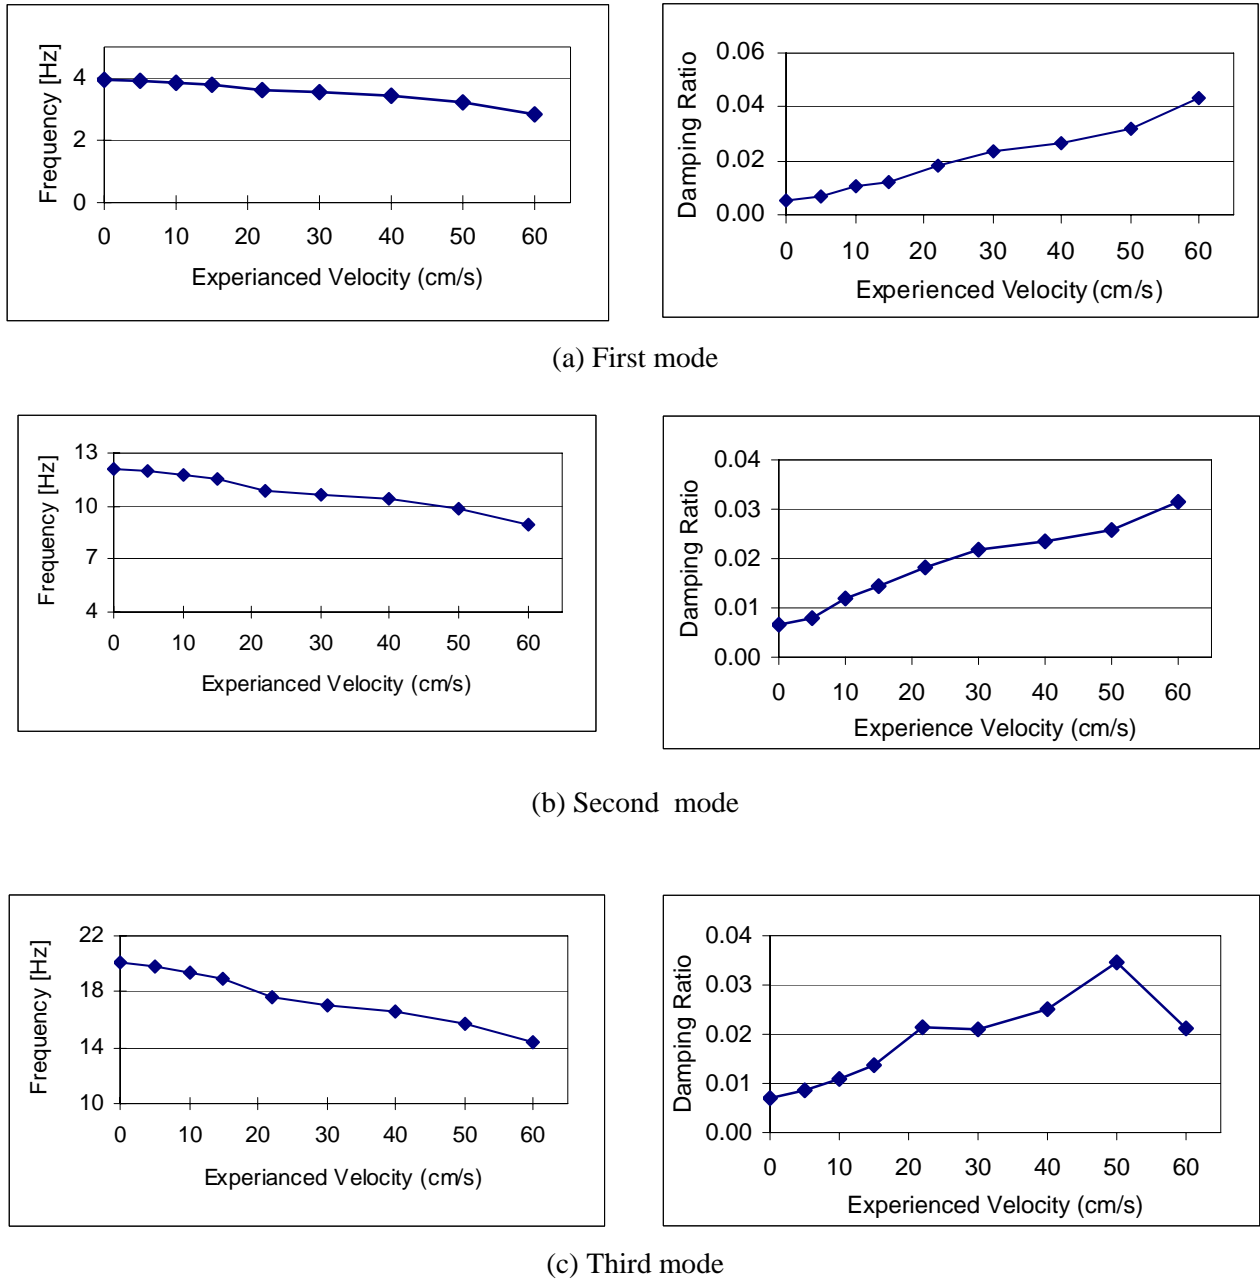 Frequency [Hz]
4
2
0
0 10 20 30 40 50 60
Experianced Velocity (cm/s)
Damping Ratio
0.06
0.04
0.02
0.00
0 10 20 30 40 50 60
Experienced Velocity (cm/s)
(a) First mode
Frequency [Hz]
13
10
7
4
0 10 20 30 40 50 60
Experianced Velocity (cm/s)
Damping Ratio
0.04
0.03
0.02
0.01
0.00
0 10 20 30 40 50 60
Experience Velocity (cm/s)
(b) Second mode
Frequency [Hz]
22
18
14
10
0 10 20 30 40 50 60
Experianced Velocity (cm/s)
Damping Ratio
0.04
0.03
0.02
0.01
0.00
0 10 20 30 40 50 60
Experienced Velocity (cm/s)
(c) Third mode